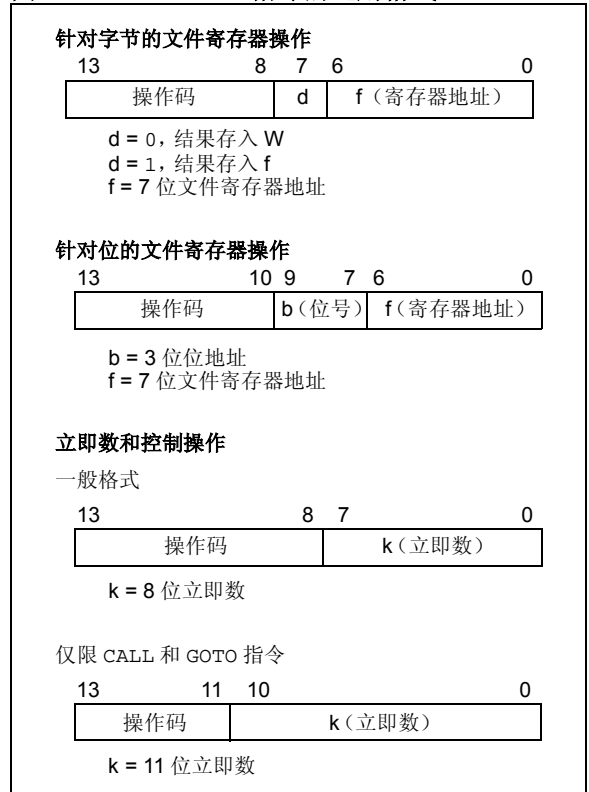 针对字节的文件寄存器操作
13 8 7 6 0
操作码 d f（寄存器地址）
d = 0，结果存入 W
d = 1，结果存入 f
f = 7 位文件寄存器地址
针对位的文件寄存器操作
13 10 9 7 6 0
操作码 b（位号） f（寄存器地址）
b = 3 位位地址
f = 7 位文件寄存器地址
立即数和控制操作
一般格式
13 8 7 0
操作码 k（立即数）
k = 8 位立即数
仅限 CALL 和 GOTO 指令
13 11 10 0
操作码 k（立即数）
k = 11 位立即数